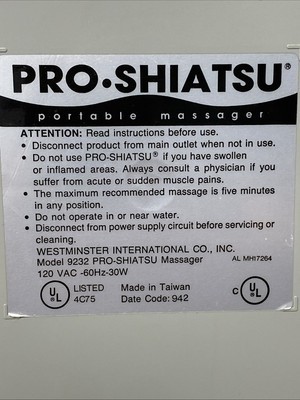 PRO•SHIATSU®
portable massager
ATTENTION: Read instructions before use.
• Disconnect product from main outlet when not in use.
• Do not use PRO-SHIATSU® if you have swollen
or inflamed areas. Always consult a physician if you
suffer from acute or sudden muscle pains.
• The maximum recommended massage is five minutes
in any position.
• Do not operate in or near water.
• Disconnect from power supply circuit before servicing or
cleaning.
WESTMINSTER INTERNATIONAL CO., INC.
Model 9232 PRO-SHIATSU Massager AL MH17264
120 VAC -60Hz-30W
UL LISTED Made in Taiwan C UL
4C75 Date Code: 942